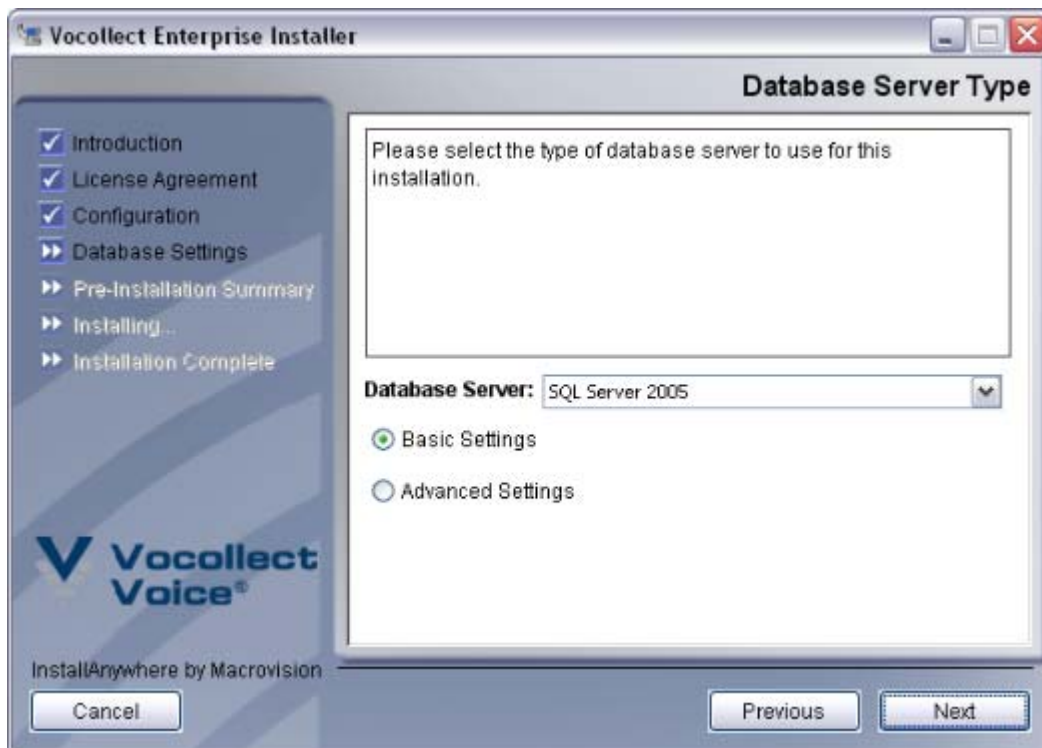 Vocollect Enterprise Installer
Database Server Type
Introduction
License Agreement
Configuration
Database Settings
Pre-Installation Summary
Installing...
Installation Complete
Please select the type of database server to use for this
installation.
Database Server: SQL Server 2005
Basic Settings
Advanced Settings
Vocollect
Voice®
InstallAnywhere by Macrovision
Cancel
Previous
Next